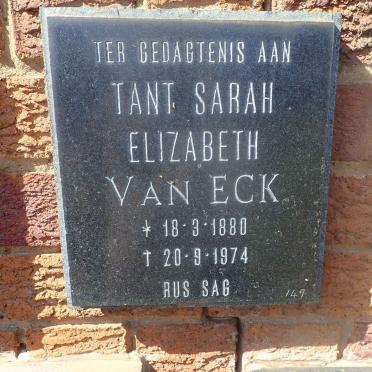 TER GEDAGTENIS AAN
TANT SARAH
ELIZABETH
VAN ECK
* 18-3-1880
† 20-9-1974
RUS SAG
149